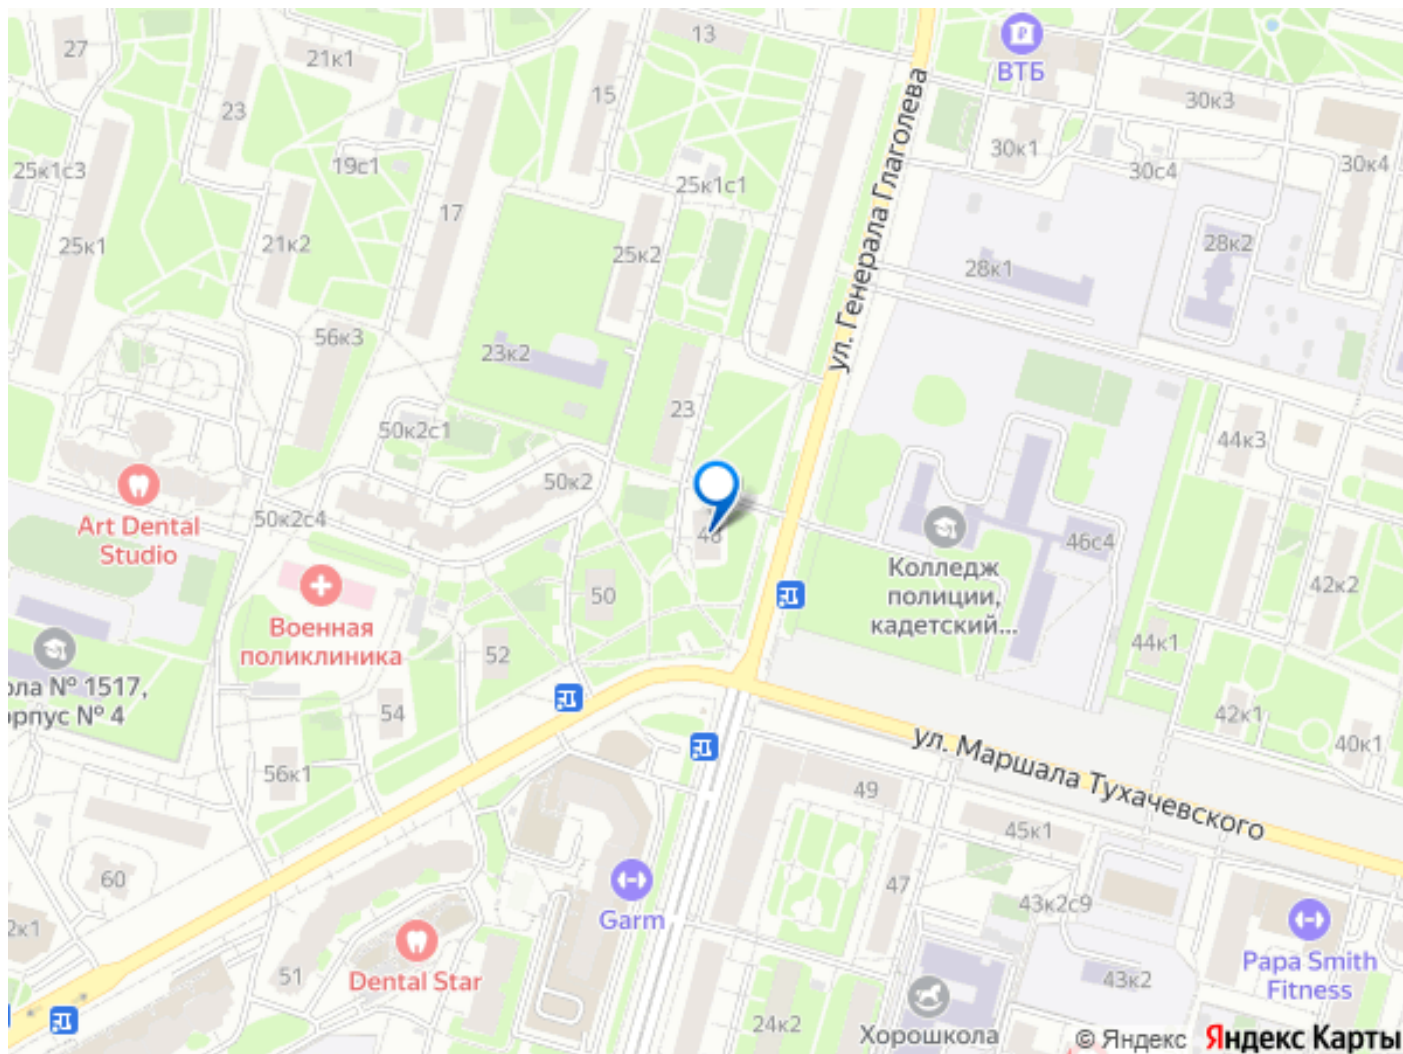 13
ВТБ
27
21к1
23
15
30к3
30к1
30с4
30к4
25к1с3
19с1
25к1с1
17
ул. Генерала Глаголева
25к1
21к2
25к2
28к1
28к2
56к3
23к2
23
50к2с1
44к3
50к2
Art Dental
Studio
50к2с4
48
46с4
Колледж
полиции,
кадетский...
42к2
50
Военная
поликлиника
52
44к1
ола № 1517,
орпус № 4
54
42к1
40к1
ул. Маршала Тухачевского
56к1
49
45к1
60
47
43к2с9
Garm
2к1
Dental Star
51
43к2
Papa Smith
Fitness
24к2
Хорошкола
© Яндекс Яндекс Карты